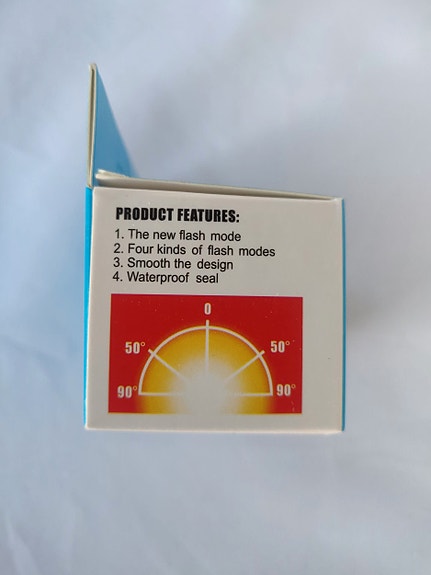 PRODUCT FEATURES:
1. The new flash mode
2. Four kinds of flash modes
3. Smooth the design
4. Waterproof seal
0
50° 50°
90° 90°